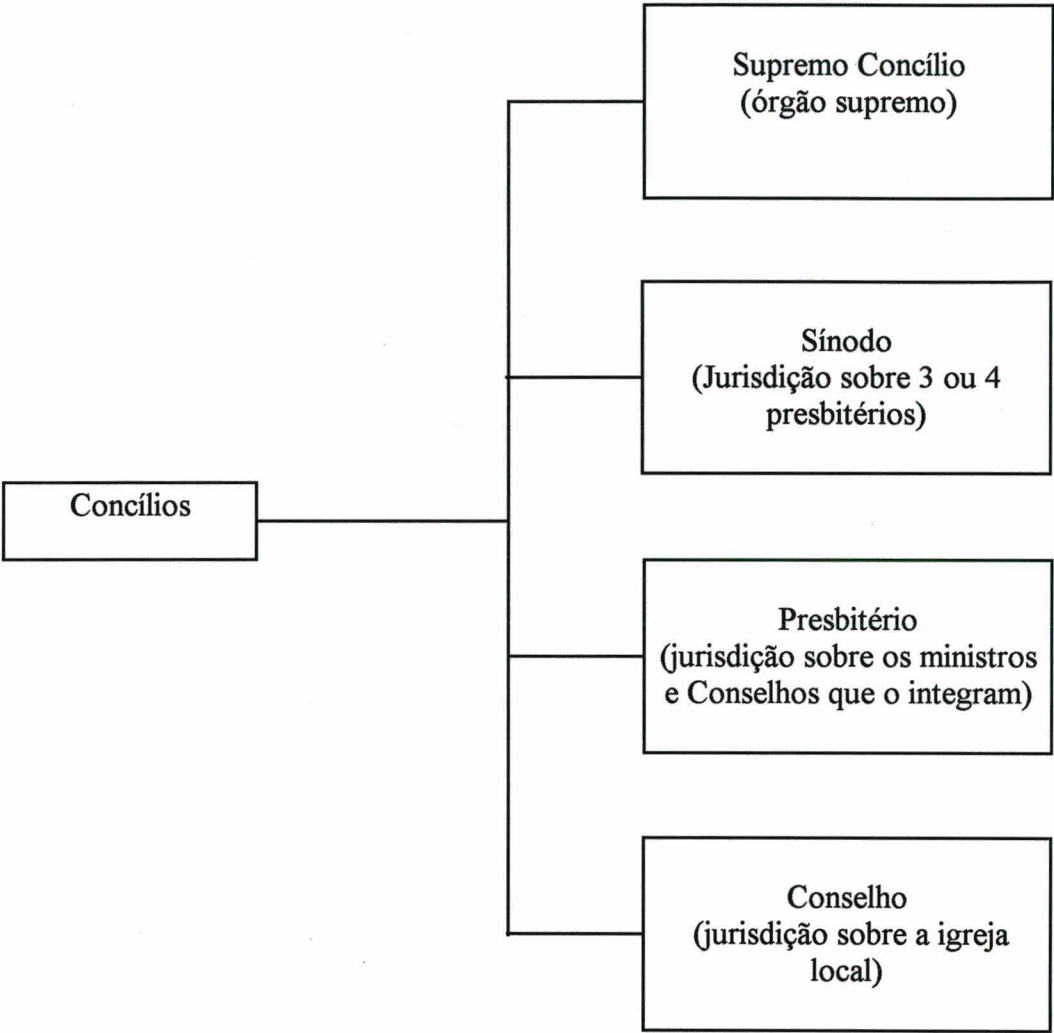 Supremo Concílio
(órgão supremo)
Sínodo
(Jurisdição sobre 3 ou 4
presbitérios)
Concílios
Presbitério
(jurisdição sobre os ministros
e Conselhos que o integram)
Conselho
(jurisdição sobre a igreja
local)